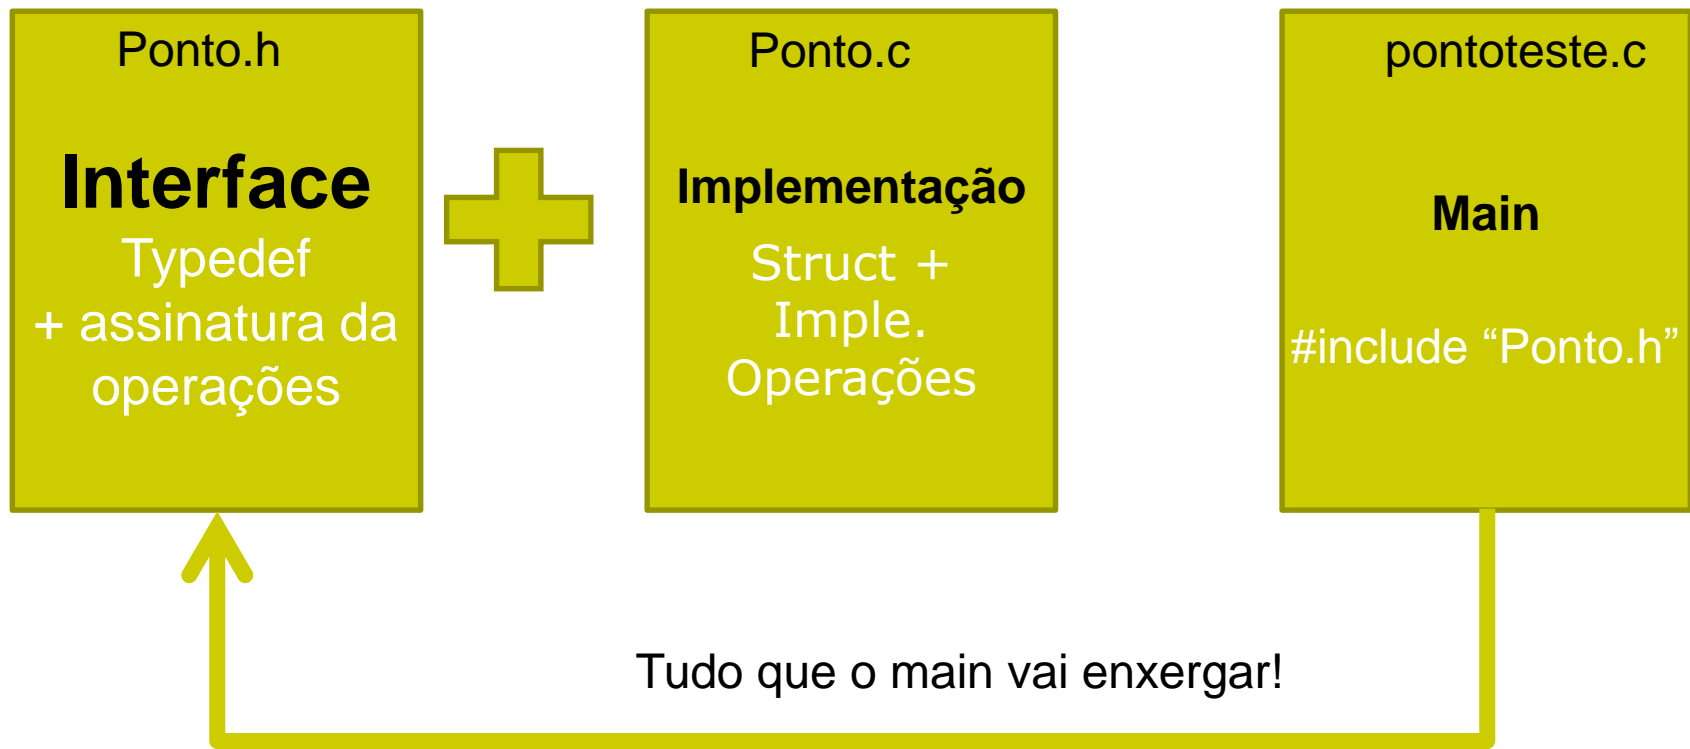 Ponto.h
Interface
Typedef
+ assinatura da
operações
Ponto.c
Implementação
Struct +
Imple.
Operações
pontoteste.c
Main
#include “Ponto.h”
Tudo que o main vai enxergar!